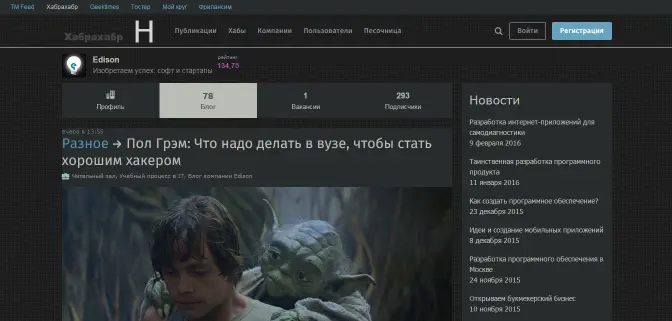 TM Feed Хабрахабр Geektimes Тостер Мой круг Фрилансим
Хабрахабр H Публикации Хабы Компании Пользователи Песочница Войти Регистрация
Edison
Изобретаем успех: софт и стартапы
рейтинг
134,75
Профиль
78
Блог
1
Вакансии
293
Подписчики
вчера в 13:53
Разное → Пол Грэм: Что надо делать в вузе, чтобы стать
хорошим хакером
Читальный зал, Учебный процесс в IT, Блог компании Edison
Новости
Разработка интернет-приложений для
самодиагностики
9 февраля 2016
Таинственная разработка программного
продукта
11 января 2016
Как создать программное обеспечение?
23 декабря 2015
Идеи и создание мобильных приложений
8 декабря 2015
Разработка программного обеспечения в
Москве
24 ноября 2015
Открываем букмекерский бизнес
10 ноября 2015